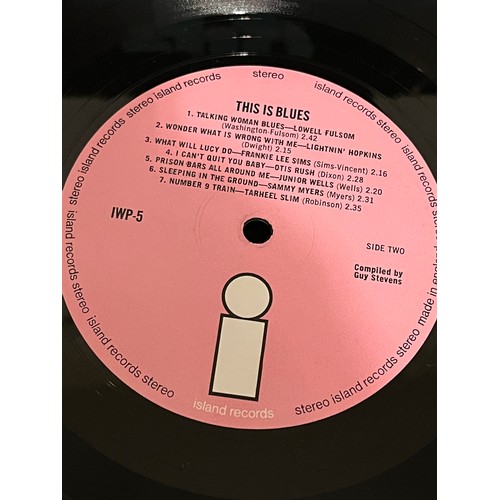 stereo
THIS IS BLUES
1. TALKING WOMAN BLUES—LOWELL FULSOM
(Washington-Fulsom) 2.42
2. WONDER WHAT IS WRONG WITH ME—LIGHTNIN' HOPKINS
(Dwight) 2.15
3. WHAT WILL LUCY DO—FRANKIE LEE SIMS (Sims-Vincent) 2.16
4. I CAN'T QUIT YOU BABY—OTIS RUSH (Dixon) 2.28
5. PRISON BARS ALL AROUND ME—JUNIOR WELLS (Wells) 2.20
6. SLEEPING IN THE GROUND—SAMMY MYERS (Myers) 2.31
7. NUMBER 9 TRAIN—TARHEEL SLIM (Robinson) 2.35
IWP-5
SIDE TWO
Compiled by
Guy Stevens
island records
stereo island records
stereo island records
island records stereo
island records stereo
stereo island records
made in england